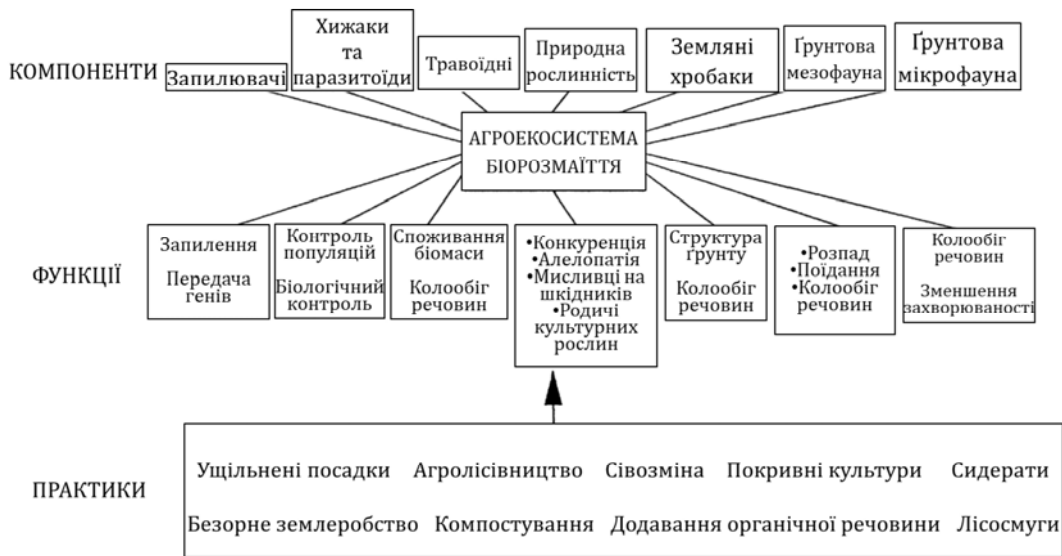 КОМПОНЕНТИ
Запилювачі
Хижаки
та
паразитоїди
Травоїдні
Природна
рослинність
Земляні
хробаки
Ґрунтова
мезофауна
Ґрунтова
мікрофауна
АГРОЕКОСИСТЕМА
БІОРОЗМАЇТТЯ
ФУНКЦІЇ
Запилення
Передача
генів
Контроль
популяцій
Біологічний
контроль
Споживання
біомаси
Колообіг
речовин
•Конкуренція
•Алелопатія
•Мисливці на
шкідників
•Родичі
культурних
рослин
Структура
ґрунту
Колообіг
речовин
•Розпад
•Поїдання
•Колообіг
речовин
Колообіг
речовин
Зменшення
захворюваності
ПРАКТИКИ
Ущільнені посадки Агролісівництво Сівозміна Покривні культури Сидерати
Безорне землеробство Компостування Додавання органічної речовини Лісосмуги